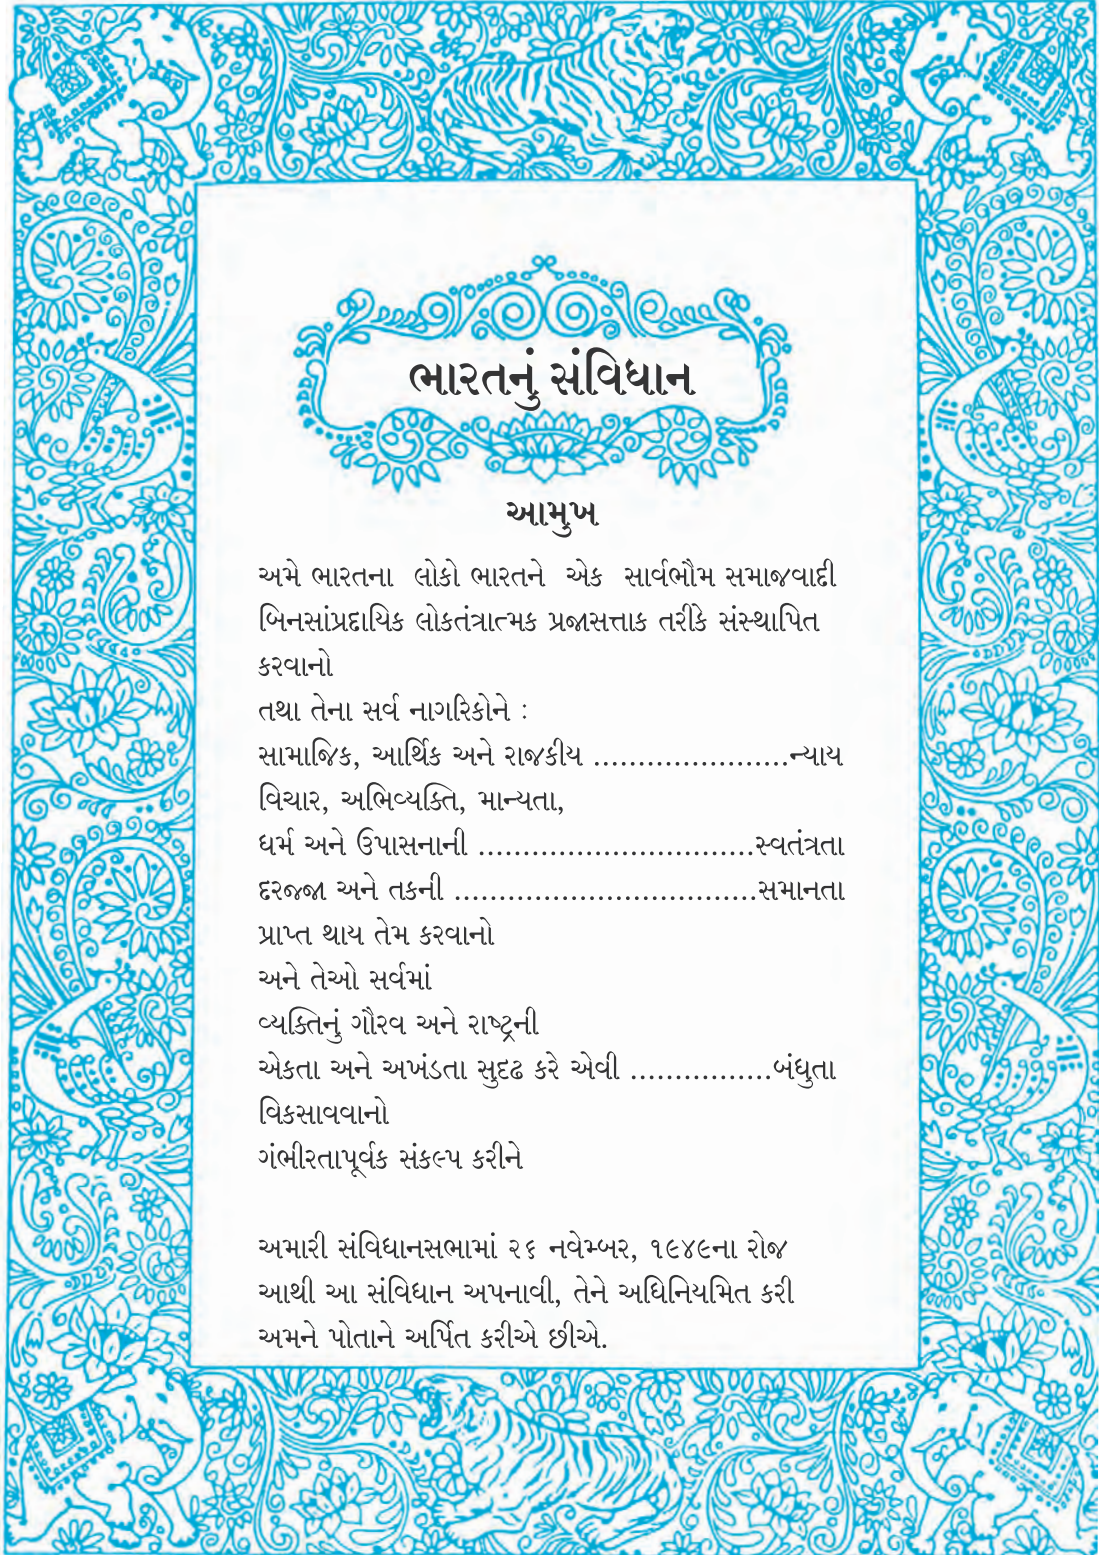 ભારતનું સંવિધાન
આમુખ
અમે ભારતના લોકો ભારતને એક સાર્વભૌમ સમાજવાદી
બિનસાંપ્રદાયિક લોકતંત્રાત્મક પ્રજાસત્તાક તરીકે સંસ્થાપિત
કરવાનો
તથા તેના સર્વ નાગરિકોને :
સામાજિક, આર્થિક અને રાજકીય ......................ન્યાય
વિચાર, અભિવ્યક્તિ, માન્યતા,
ધર્મ અને ઉપાસનાની ...............................સ્વતંત્રતા
દરજ્જા અને તકની ..................................સમાનતા
પ્રાપ્ત થાય તેમ કરવાનો
અને તેઓ સર્વમાં
વ્યક્તિનું ગૌરવ અને રાષ્ટ્રની
એકતા અને અખંડતા સુદઢ કરે એવી ................બંધુતા
વિકસાવવાનો
ગંભીરતાપૂર્વક સંકલ્પ કરીને
અમારી સંવિધાનસભામાં ૨૬ નવેમ્બર, ૧૯૪૯ના રોજ
આથી આ સંવિધાન અપનાવી, તેને અધિનિયમિત કરી
અમને પોતાને અર્પિત કરીએ છીએ.